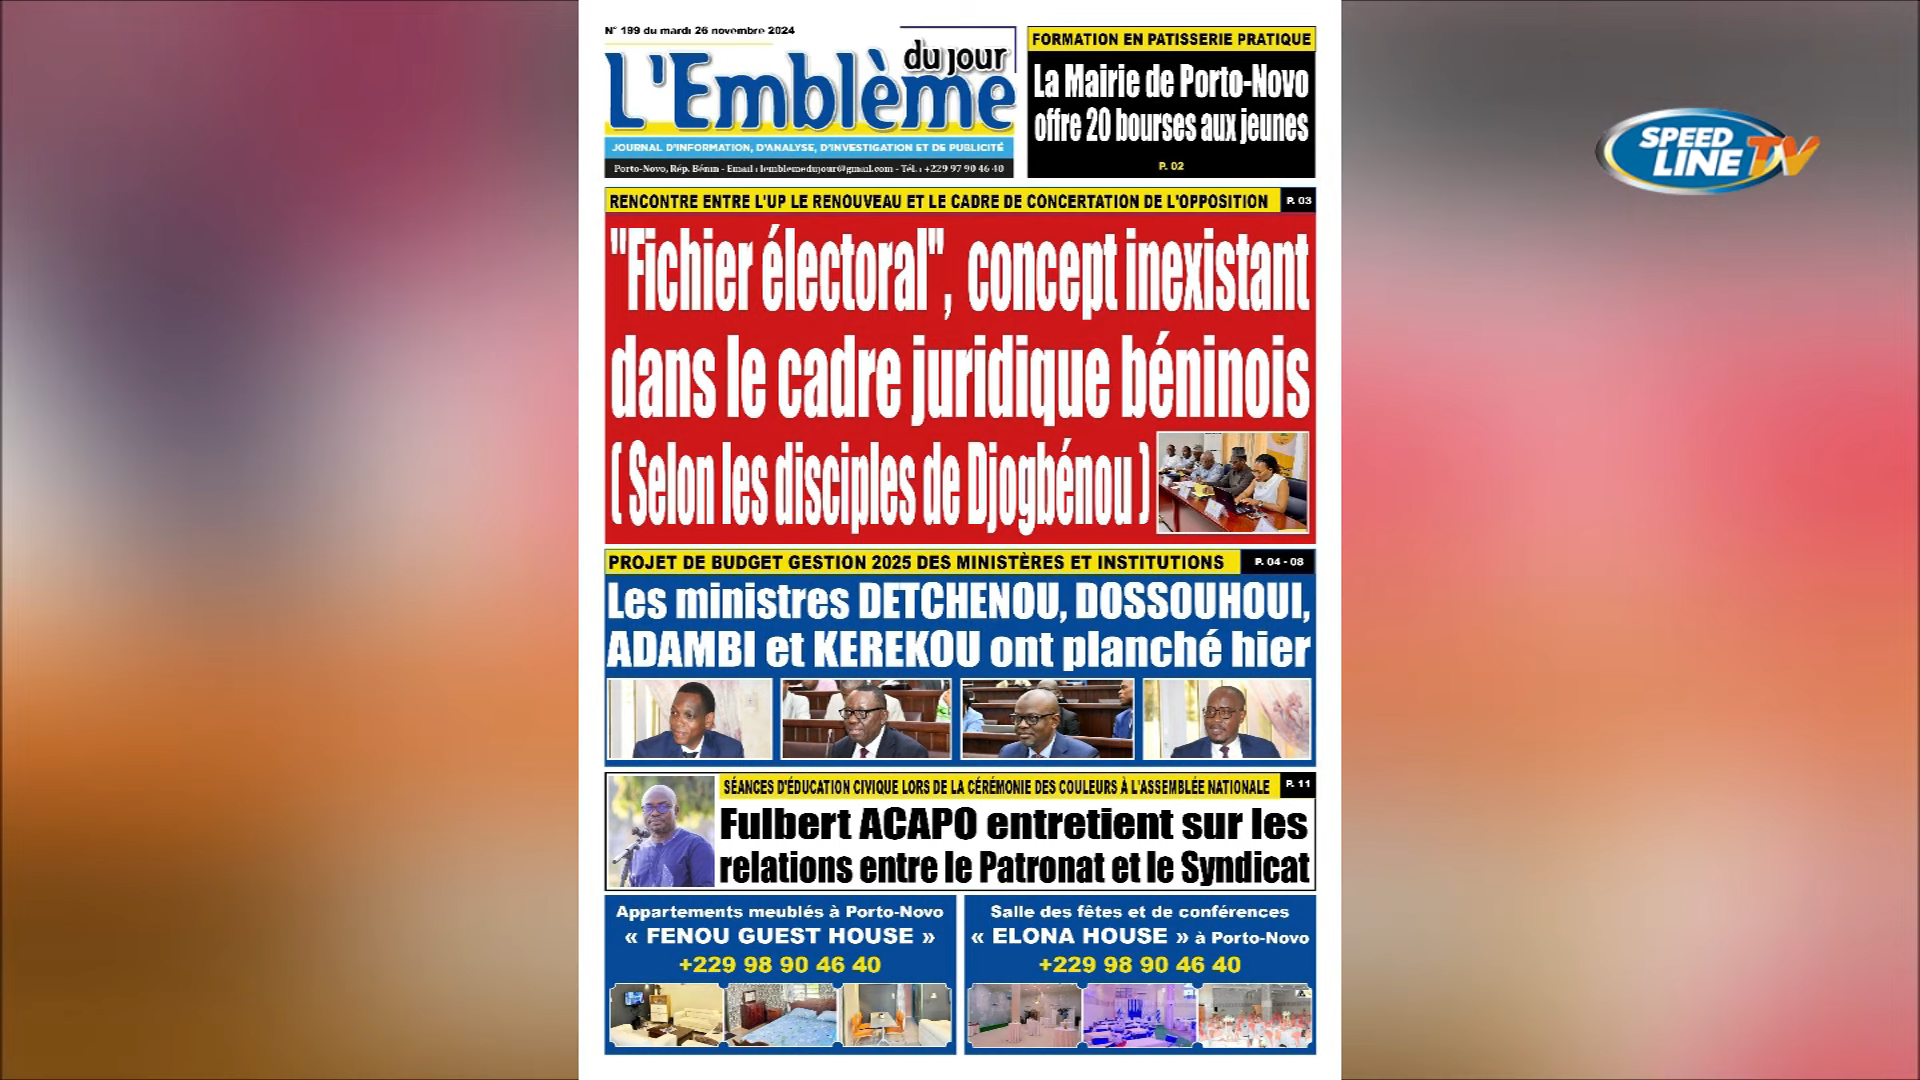 N° 199 du mardi 26 novembre 2024
L'Emblème
du jour
JOURNAL D'INFORMATION, D'ANALYSE, D'INVESTIGATION ET DE PUBLICITÉ
Porto-Novo, Rép. Bénin - Email : lemblemedujour@gmail.com - Tél. : +229 97 90 46 40
FORMATION EN PATISSERIE PRATIQUE
La Mairie de Porto-Novo
offre 20 bourses aux jeunes
P. 02
SPEED
LINE TV
RENCONTRE ENTRE L'UP LE RENOUVEAU ET LE CADRE DE CONCERTATION DE L'OPPOSITION P. 03
"Fichier électoral", concept inexistant
dans le cadre juridique béninois
( Selon les disciples de Djogbénou )
PROJET DE BUDGET GESTION 2025 DES MINISTÈRES ET INSTITUTIONS P. 04 - 08
Les ministres DETCHENOU, DOSSOUHOUI,
ADAMBI et KEREKOU ont planché hier
SÉANCES D'ÉDUCATION CIVIQUE LORS DE LA CÉRÉMONIE DES COULEURS À L'ASSEMBLÉE NATIONALE P. 11
Fulbert ACAPO entretient sur les
relations entre le Patronat et le Syndicat
Appartements meublés à Porto-Novo
« FENOU GUEST HOUSE »
+229 98 90 46 40
Salle des fêtes et de conférences
« ELONA HOUSE » à Porto-Novo
+229 98 90 46 40